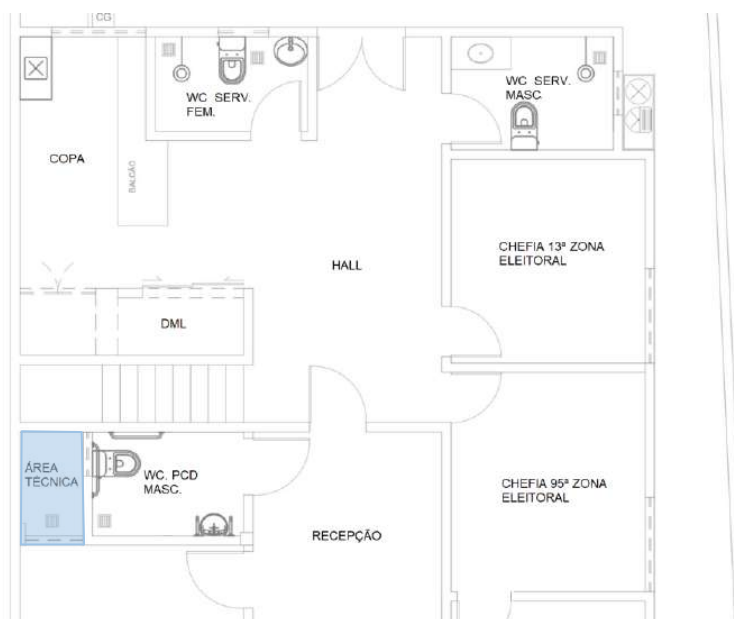 CG
WC SERV.
FEM.
WC SERV.
MASC.
COPA
BALCÃO
HALL
CHEFIA 13ª ZONA
ELEITORAL
DML
ÁREA
TÉCNICA
WC. PCD
MASC.
CHEFIA 95ª ZONA
ELEITORAL
RECEPÇÃO